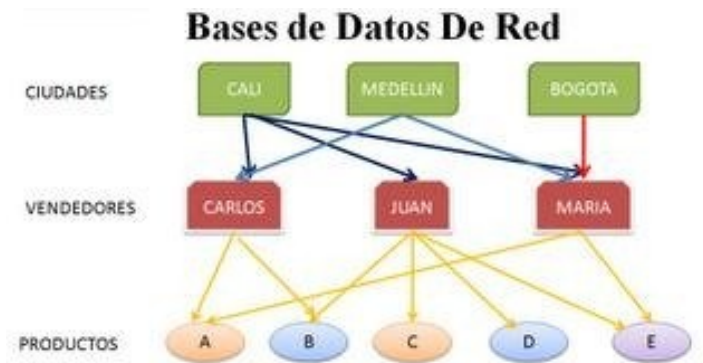 Bases de Datos De Red
CIUDADES CALI MEDELLIN BOGOTA
VENDEDORES CARLOS JUAN MARIA
PRODUCTOS A B C D E